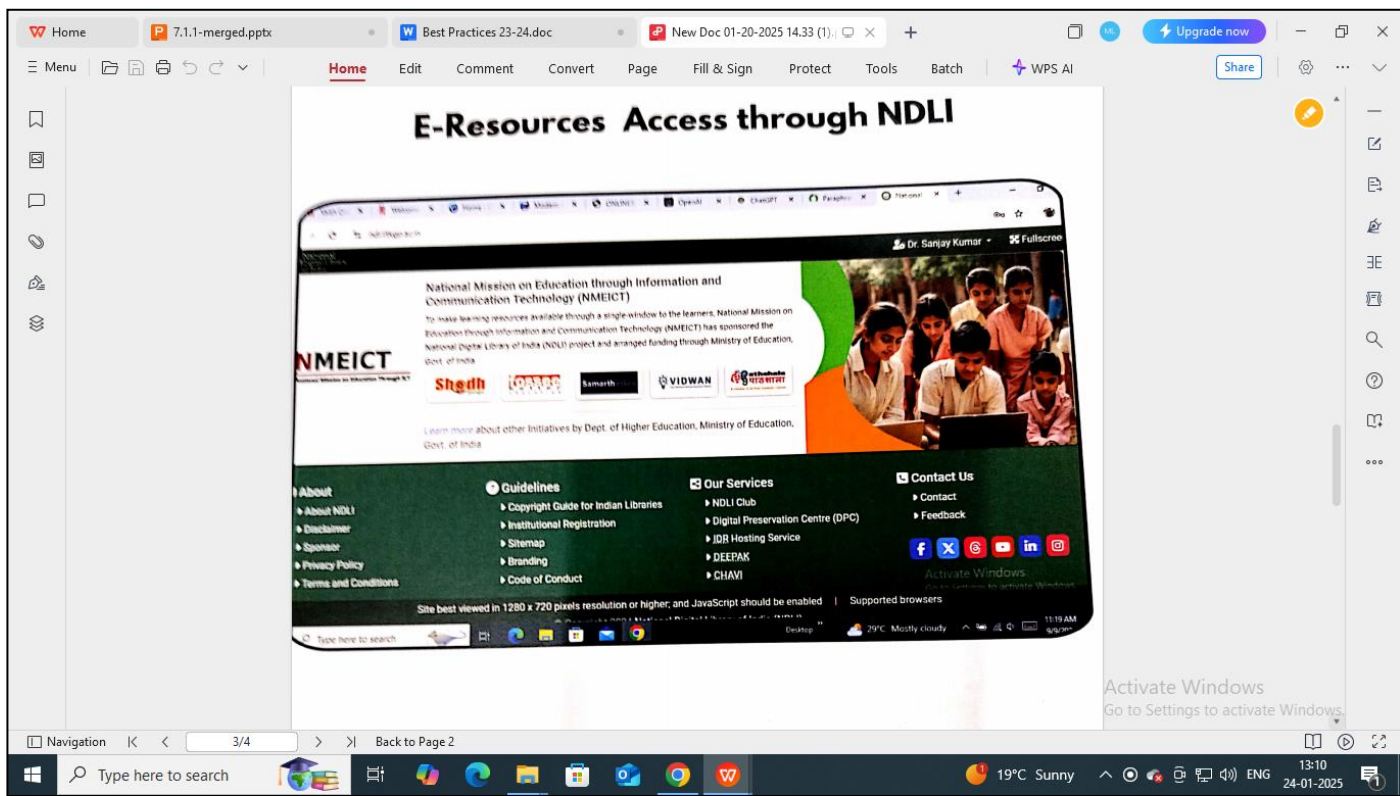 Home
7.1.1-merged.pptx
Best Practices 23-24.doc
New Doc 01-20-2025 14.33 (1).
Upgrade now
Menu
Home Edit Comment Convert Page Fill & Sign Protect Tools Batch WPS AI
Share
E-Resources Access through NDLI
OpenAI ChatGPT
Dr. Sanjay Kumar Fullscree
National Mission on Education through Information and
Communication Technology (NMEICT)
To make learning resources available through a single-window to the learners, National Mission on
Education through Information and Communication Technology (NMEICT) has sponsored the
National Digital Library of India (NDLI) project and arranged funding through Ministry of Education,
Govt. of India
NMEICT
Shodh
Samarth
VIDWAN
पाठशाला
Learn more about other Initiatives by Dept. of Higher Education, Ministry of Education,
Govt. of India
About
About NDLI
Disclaimer
Sponsor
Privacy Policy
Terms and Conditions
Guidelines
Copyright Guide for Indian Libraries
Institutional Registration
Sitemap
Branding
Code of Conduct
Our Services
NDLI Club
Digital Preservation Centre (DPC)
IDR Hosting Service
DEEPAK
CHAVI
Contact Us
Contact
Feedback
Activate Windows
Site best viewed in 1280 x 720 pixels resolution or higher; and JavaScript should be enabled | Supported browsers
Type here to search
Desktop
29°C Mostly cloudy
11:19 AM
Activate Windows
Go to Settings to activate Windows.
Navigation
3/4
Back to Page 2
Type here to search
19°C Sunny
ENG
13:10
24-01-2025